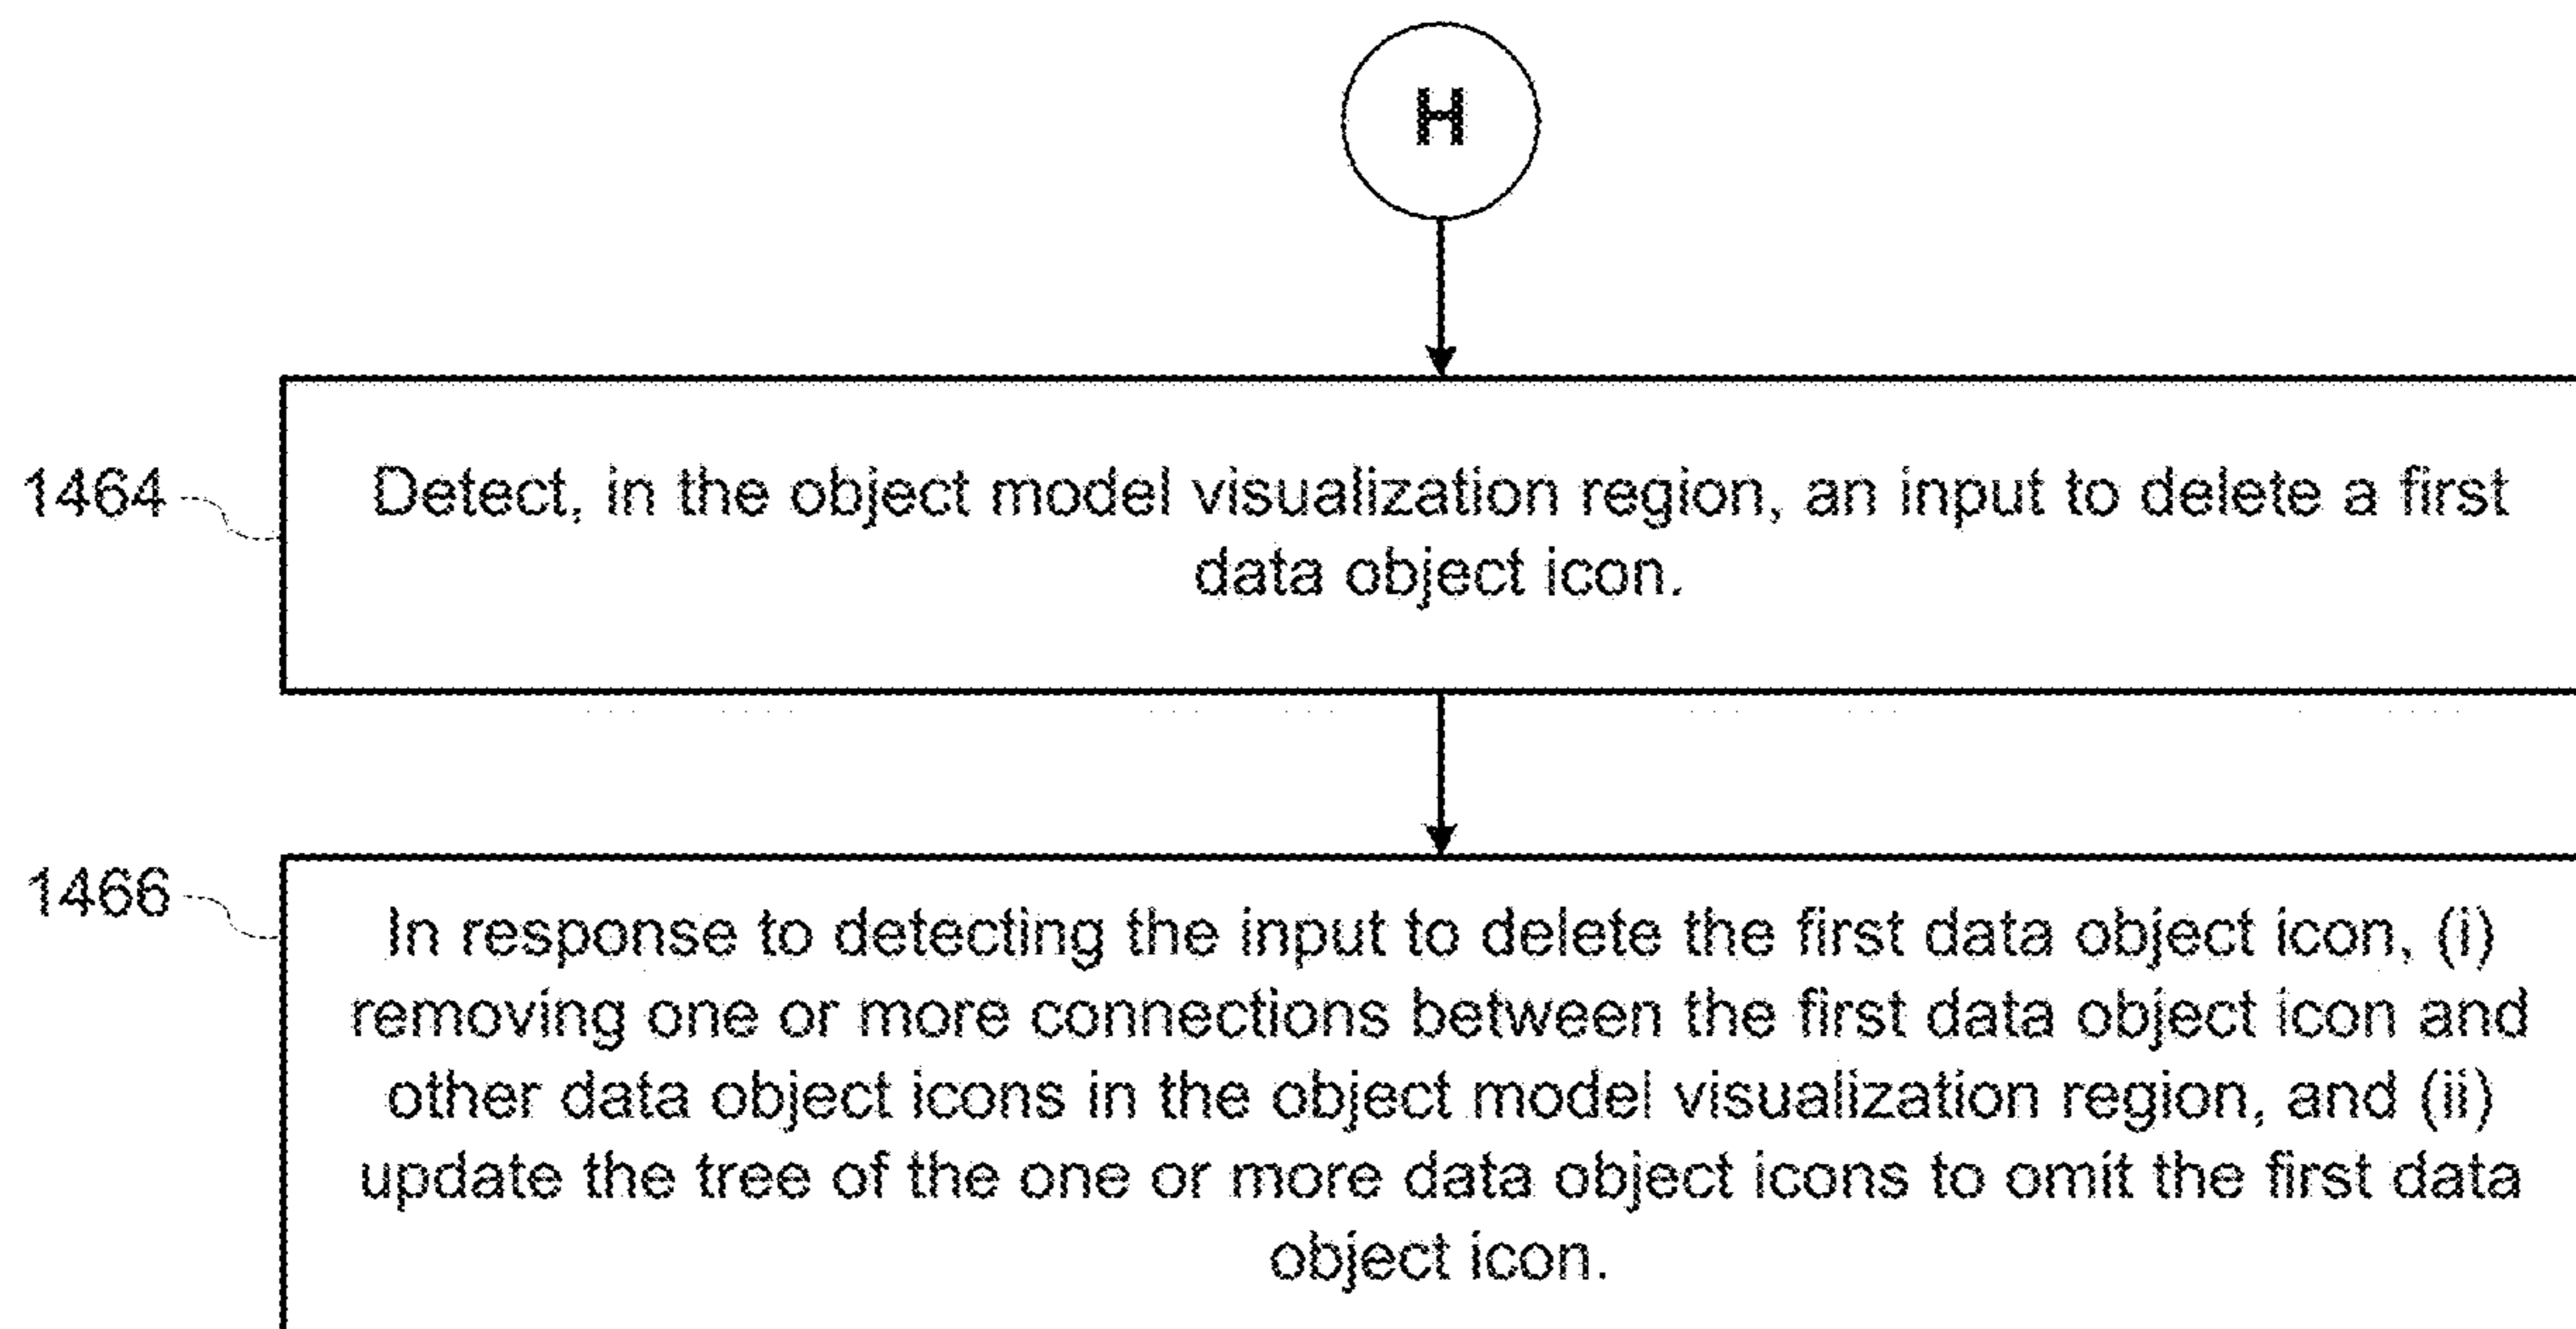 H
1464
Detect, in the object model visualization region, an input to delete a first
data object icon.
1466
In response to detecting the input to delete the first data object icon, (i)
removing one or more connections between the first data object icon and
other data object icons in the object model visualization region, and (ii)
update the tree of the one or more data object icons to omit the first data
object icon.